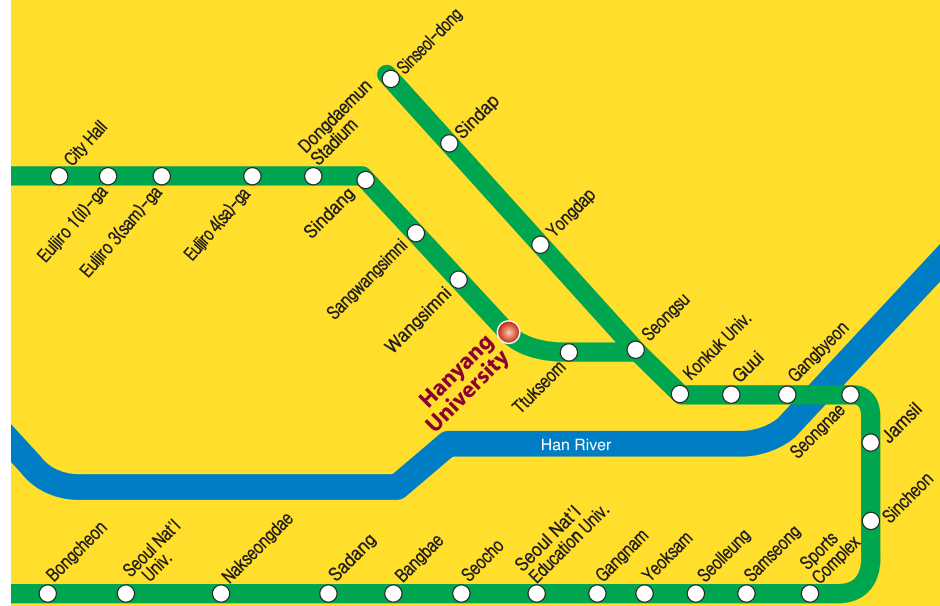 Sinseol-dong
Sindap
Yongdap
City Hall
Euljiro 1(il)-ga
Euljiro 3(sam)-ga
Euljiro 4(sa)-ga
Dongdaemun
Stadium
Sindang
Sangwangsimni
Wangsimni
Hanyang
University
Ttukseom
Seongsu
Konkuk Univ.
Guui
Gangbyeon
Seongnae
Jamsil
Sincheon
Han River
Bongcheon
Seoul Nat'l
Univ.
Nakseongdae
Sadang
Bangbae
Seocho
Seoul Nat'l
Education Univ.
Gangnam
Yeoksam
Seolleung
Samseong
Sports
Complex